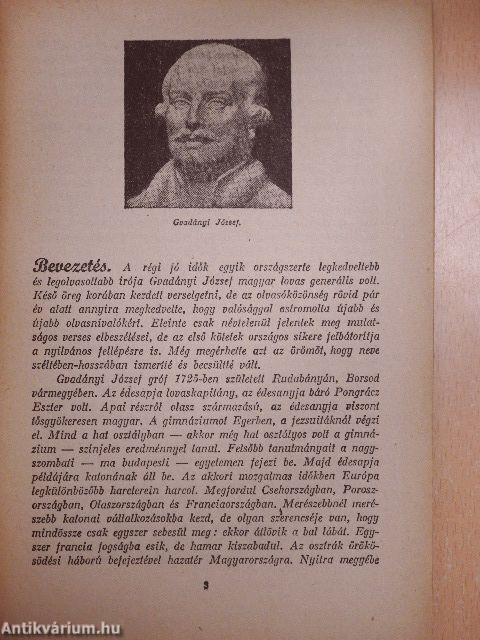 Gvadányi József.
Bevezetés. A régi jó idők egyik országszerte legkedveltebb
és legolvasottabb írója Gvadányi József magyar lovas generális volt.
Késő öreg korában kezdett verselgetni, de az olvasóközönség rövid pár
év alatt annyira megkedvelte, hogy valósággal ostromolta újabb és
újabb olvasnivalókért. Eleinte csak névtelenül jelentek meg mulat-
ságos verses elbeszélései, de az első kötetek országos sikere felbátorítja
a nyilvános fellépésre is. Még megérhette azt az örömöt, hogy neve
széltében-hosszában ismertté és becsültté vált.
Gvadányi József gróf 1725-ben született Rudabányán, Borsod
vármegyében. Az édesapja lovaskapitány, az édesanyja báró Pongrácz
Eszter volt. Apai részről olasz származású, az édesanyja viszont
tősgyökeresen magyar. A gimnáziumot Egerben, a jezsuitáknál végzi
el. Mind a hat osztályban — akkor még hat osztályos volt a gimná-
zium — színjeles eredménnyel tanul. Felsőbb tanulmányait a nagy-
szombati — ma budapesti — egyetemen fejezi be. Majd édesapja
példájára katonának áll be. Az akkori mozgalmas időkben Európa
legkülönbözőbb harcterein harcol. Megfordul Csehországban, Porosz-
országban, Olaszországban és Franciaországban. Merészebbnél meré-
szebb katonai vállalkozásokba kezd, de olyan szerencséje van, hogy
mindössze csak egyszer sebesül meg: ekkor átlövik a bal lábát. Egy-
szer francia fogságba esik, de hamar kiszabadul. Az osztrák örökö-
södési háború befejeztével hazatér Magyarországra. Nyitra megyébe
3
Antikvárium.hu